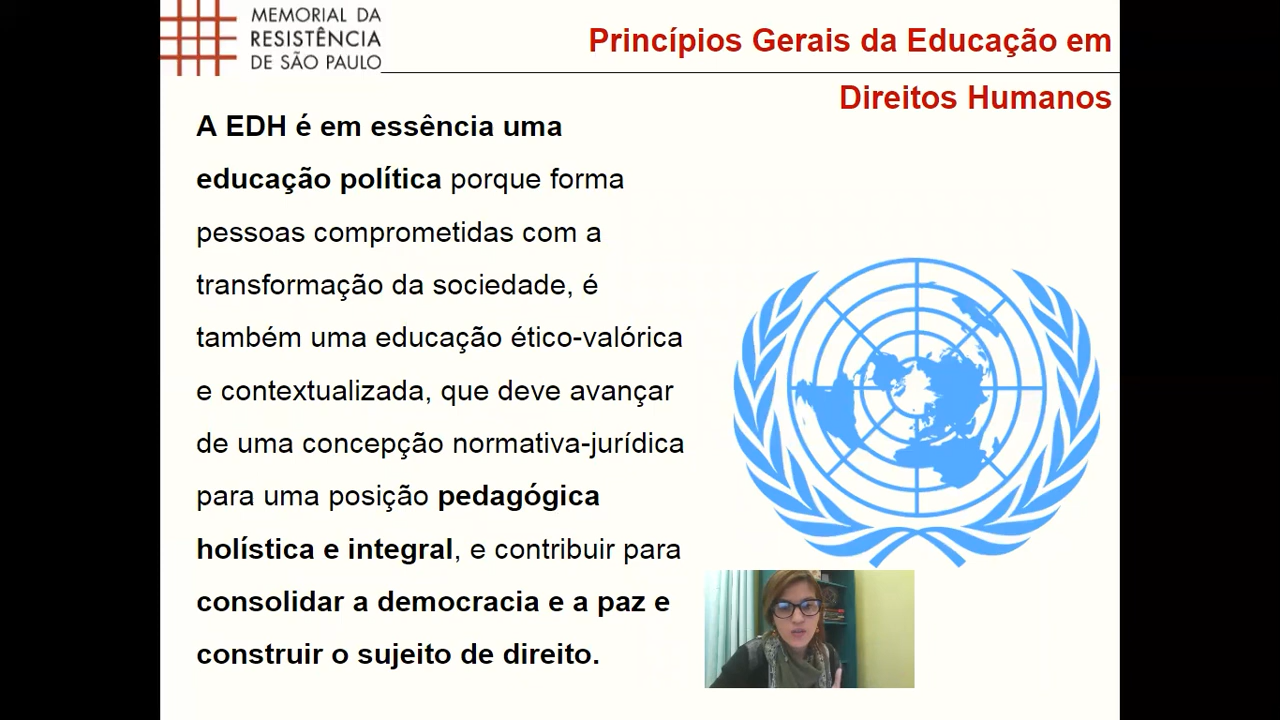 MEMORIAL DA
RESISTÊNCIA
DE SÃO PAULO
Princípios Gerais da Educação em
Direitos Humanos
A EDH é em essência uma
educação política porque forma
pessoas comprometidas com a
transformação da sociedade, é
também uma educação ético-valórica
e contextualizada, que deve avançar
de uma concepção normativa-jurídica
para uma posição pedagógica
holística e integral, e contribuir para
consolidar a democracia e a paz e
construir o sujeito de direito.